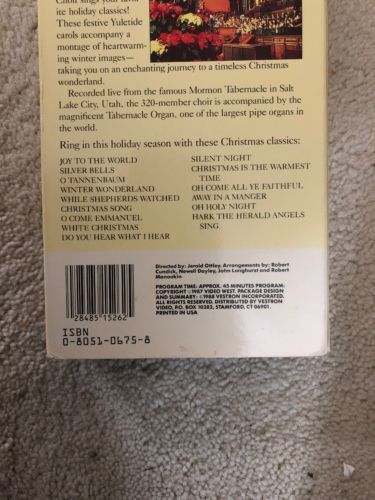 Choir sings your favor-
ite holiday classics!
These festive Yuletide
carols accompany a
montage of heartwarm-
ing winter images—
taking you on an enchanting journey to a timeless Christmas
wonderland.
Recorded live from the famous Mormon Tabernacle in Salt
Lake City, Utah, the 320-member choir is accompanied by the
magnificent Tabernacle Organ, one of the largest pipe organs in
the world.
Ring in this holiday season with these Christmas classics:
JOY TO THE WORLD
SILVER BELLS
O TANNENBAUM
WINTER WONDERLAND
WHILE SHEPHERDS WATCHED
CHRISTMAS SONG
O COME EMMANUEL
WHITE CHRISTMAS
DO YOU HEAR WHAT I HEAR
SILENT NIGHT
CHRISTMAS IS THE WARMEST
TIME
OH COME ALL YE FAITHFUL
AWAY IN A MANGER
OH HOLY NIGHT
HARK THE HERALD ANGELS
SING
Directed by: Jerold Ottley. Arrangements by: Robert
Cundick, Newell Dayley, John Longhurst and Robert
Manookin
PROGRAM TIME: APPROX. 45 MINUTES PROGRAM:
COPYRIGHT ©1987 VIDEO WEST. PACKAGE DESIGN
AND SUMMARY: ©1988 VESTRON INCORPORATED.
ALL RIGHTS RESERVED. DISTRIBUTED BY VESTRON
VIDEO, P.O. BOX 10382, STAMFORD, CT 06901.
PRINTED IN USA
28485 15262
ISBN
0-8051-0675-8